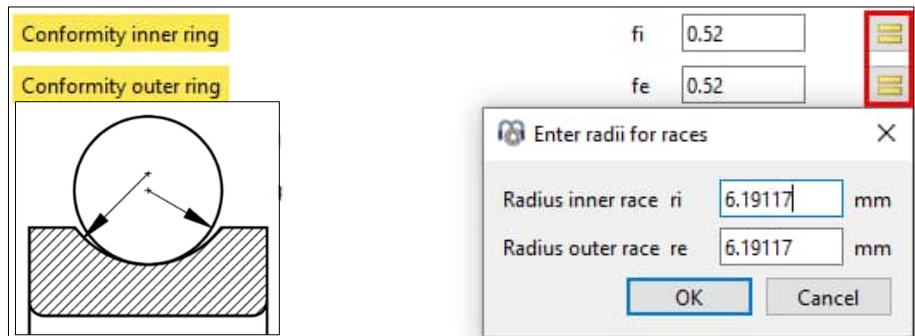 Conformity inner ring fi 0.52
Conformity outer ring fe 0.52
Enter radii for races
Radius inner race ri 6.19117 mm
Radius outer race re 6.19117 mm
OK Cancel